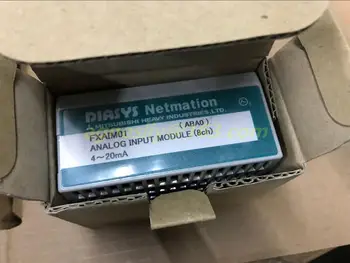 DIASYS Netmation
MITSUBISHI HEAVY INDUSTRIES, LTD.
FXAIM01 (ABA0)
ANALOG INPUT MODULE (8ch)
4~20mA